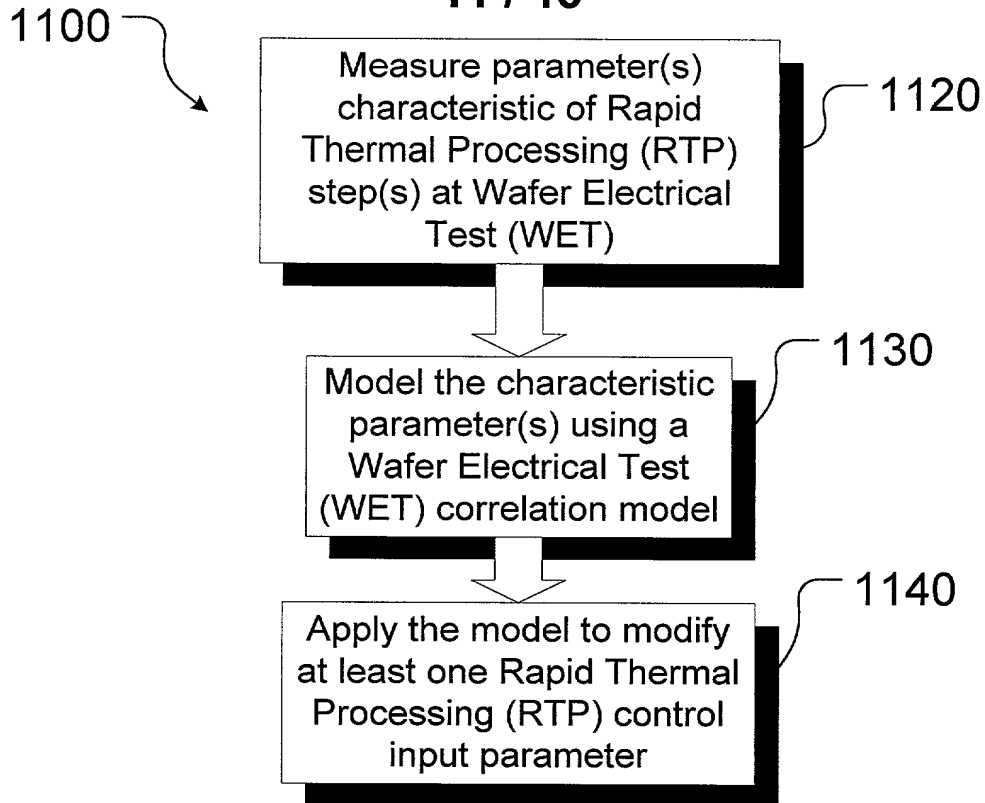 1100
Measure parameter(s)
characteristic of Rapid
Thermal Processing (RTP)
step(s) at Wafer Electrical
Test (WET)
1120
Model the characteristic
parameter(s) using a
Wafer Electrical Test
(WET) correlation model
1130
Apply the model to modify
at least one Rapid Thermal
Processing (RTP) control
input parameter
1140